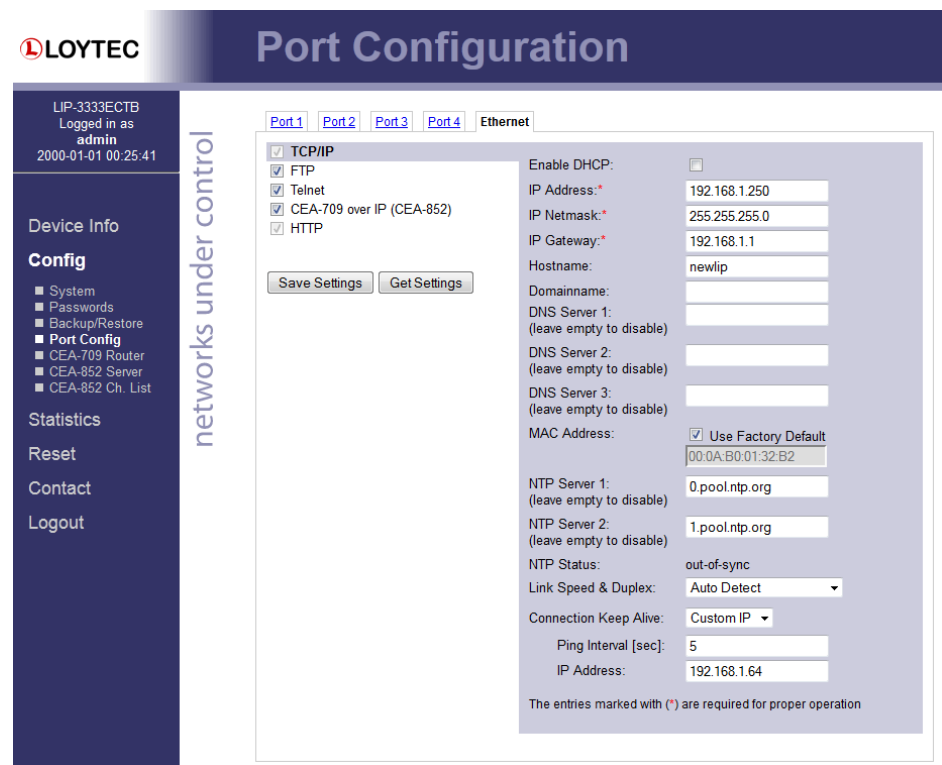 LOYTEC
Port Configuration
LIP-3333ECTB
Logged in as
admin
2000-01-01 00:25:41
Device Info
Config
System
Passwords
Backup/Restore
Port Config
CEA-709 Router
CEA-852 Server
CEA-852 Ch. List
Statistics
Reset
Contact
Logout
networks under control
Port 1 Port 2 Port 3 Port 4 Ethernet
TCP/IP
FTP
Telnet
CEA-709 over IP (CEA-852)
HTTP
Save Settings Get Settings
Enable DHCP:
IP Address:* 192.168.1.250
IP Netmask:* 255.255.255.0
IP Gateway:* 192.168.1.1
Hostname: newlip
Domainname:
DNS Server 1:
(leave empty to disable)
DNS Server 2:
(leave empty to disable)
DNS Server 3:
(leave empty to disable)
MAC Address: Use Factory Default
00:0A:B0:01:32:B2
NTP Server 1: 0.pool.ntp.org
(leave empty to disable)
NTP Server 2: 1.pool.ntp.org
(leave empty to disable)
NTP Status: out-of-sync
Link Speed & Duplex: Auto Detect
Connection Keep Alive: Custom IP
Ping Interval [sec]: 5
IP Address: 192.168.1.64
The entries marked with (*) are required for proper operation